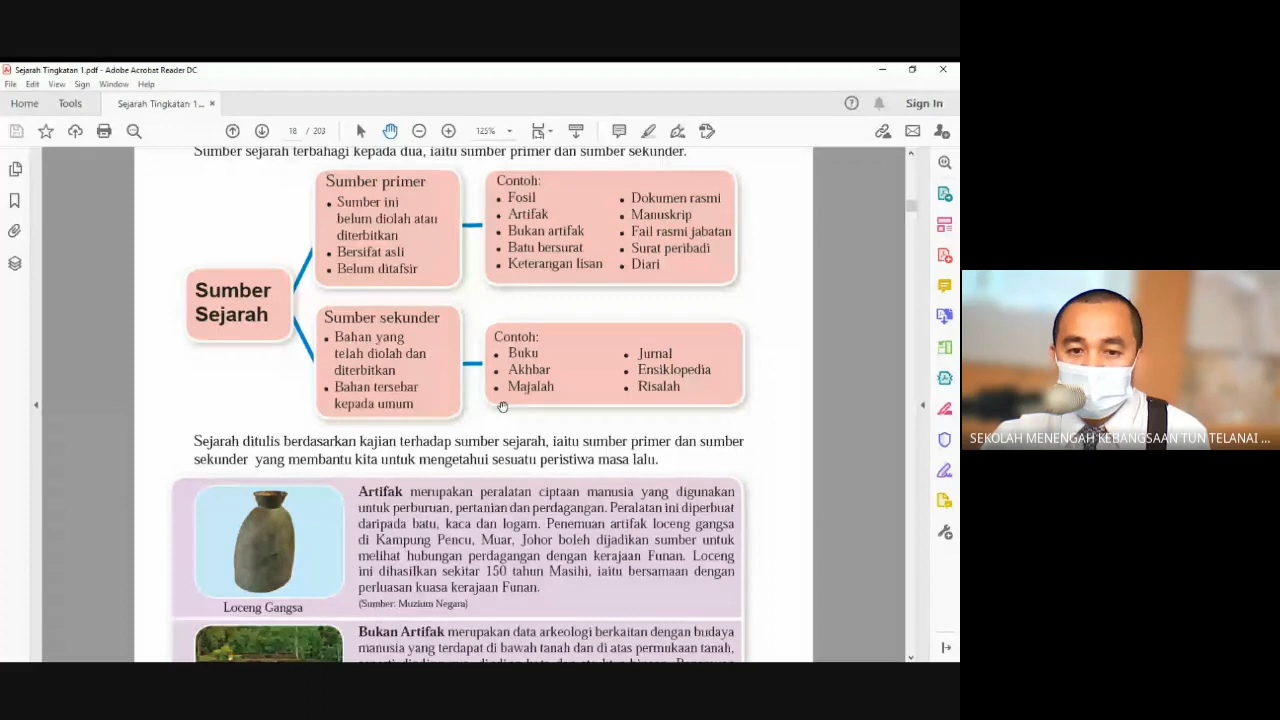 Sejarah Tingkatan 1.pdf - Adobe Acrobat Reader DC
File Edit View Sign Window Help
Home Tools Sejarah Tingkatan 1... × Sign In
18 / 203 125%
Sumber sejarah terbahagi kepada dua, iaitu sumber primer dan sumber sekunder.
Sumber Sejarah
Sumber primer
• Sumber ini
belum diolah atau
diterbitkan
• Bersifat asli
• Belum ditafsir
Contoh:
• Fosil
• Artifak
• Bukan artifak
• Batu bersurat
• Keterangan lisan
• Dokumen rasmi
• Manuskrip
• Fail rasmi jabatan
• Surat peribadi
• Diari
Sumber sekunder
• Bahan yang
telah diolah dan
diterbitkan
• Bahan tersebar
kepada umum
Contoh:
• Buku
• Akhbar
• Majalah
• Jurnal
• Ensiklopedia
• Risalah
Sejarah ditulis berdasarkan kajian terhadap sumber sejarah, iaitu sumber primer dan sumber
sekunder yang membantu kita untuk mengetahui sesuatu peristiwa masa lalu.
Artifak merupakan peralatan ciptaan manusia yang digunakan
untuk perburuan, pertanian dan perdagangan. Peralatan ini diperbuat
daripada batu, kaca dan logam. Penemuan artifak loceng gangsa
di Kampung Pencu, Muar, Johor boleh dijadikan sumber untuk
melihat hubungan perdagangan dengan kerajaan Funan. Loceng
ini dihasilkan sekitar 150 tahun Masihi, iaitu bersamaan dengan
perluasan kuasa kerajaan Funan.
(Sumber: Muzium Negara)
Loceng Gangsa
Bukan Artifak merupakan data arkeologi berkaitan dengan budaya
manusia yang terdapat di bawah tanah dan di atas permukaan tanah,
SEKOLAH MENENGAH KEBANGSAAN TUN TELANAI ...